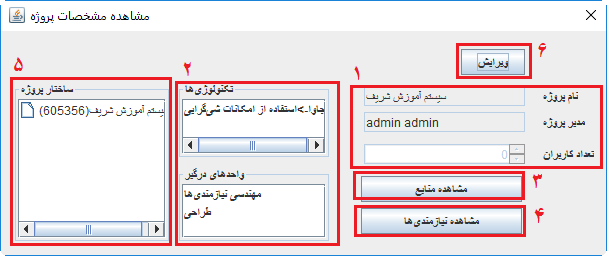 مشاهده مشخصات پروژه
۶
ویرایش
۱
نام پروژه
سیستم آموزش شریف
مدیر پروژه
admin admin
تعداد کاربران
0
۳
مشاهده منابع
۴
مشاهده نیازمندی‌ها
۲
تکنولوژی‌ها
جاوا->استفاده از امکانات شی‌گرایی
واحدهای درگیر
مهندسی نیازمندی‌ها
طراحی
۵
ساختار پروژه
یستم آموزش شریف(605356)